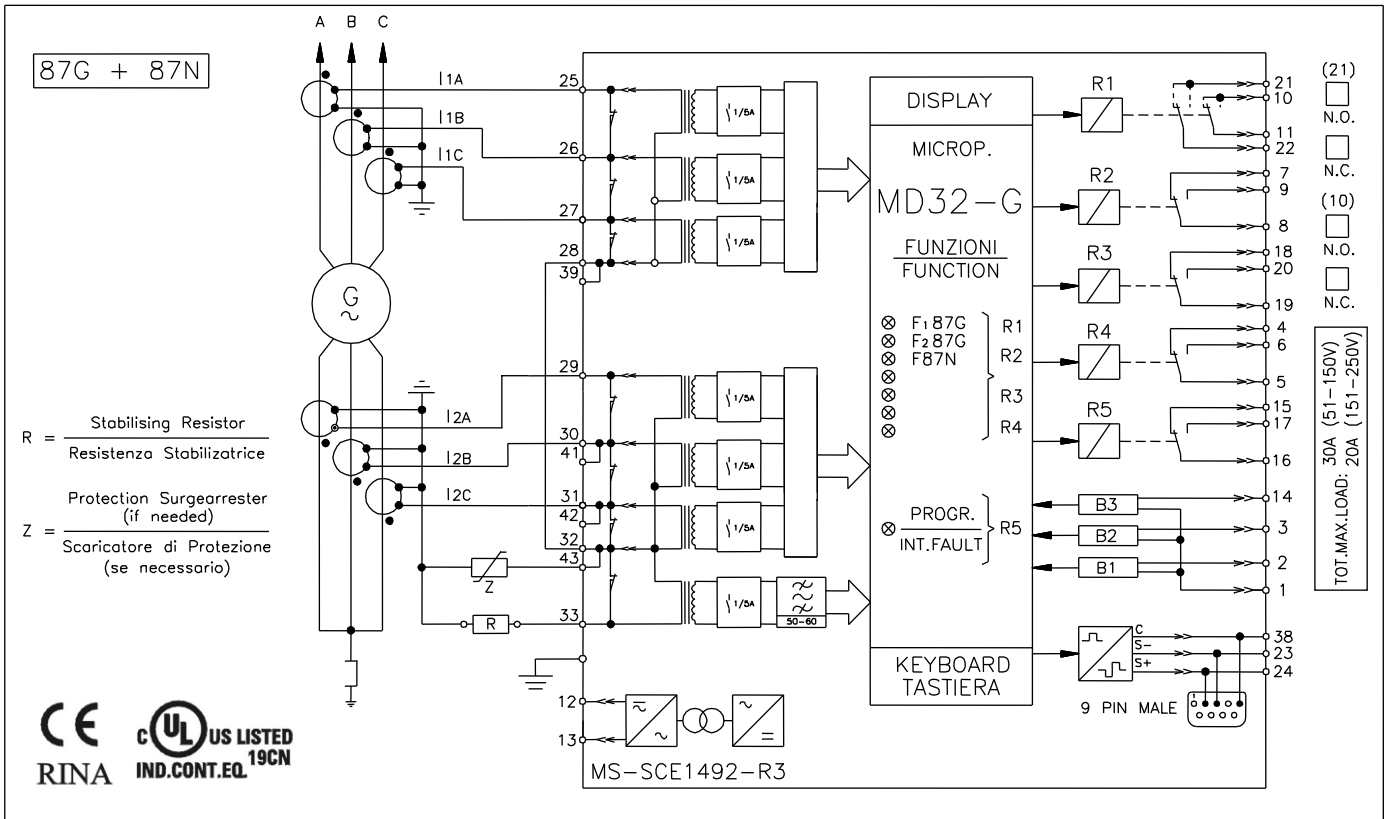 A B C
87G + 87N
I1A
I1B
I1C
25
26
27
28
39
G
~
29
30
41
31
42
32
43
33
I2A
I2B
I2C
R = Stabilising Resistor
Resistenza Stabilizatrice
Z = Protection Surgearrester
(if needed)
Scaricatore di Protezione
(se necessario)
Z
R
12
13
1/5A
1/5A
1/5A
1/5A
1/5A
1/5A
1/5A
50-60
DISPLAY
MICROP.
MD32-G
FUNZIONI
FUNCTION
F1 87G
F2 87G
F87N
R1
R2
R3
R4
PROGR.
INT.FAULT
R5
KEYBOARD
TASTIERA
R1
R2
R3
R4
R5
B3
B2
B1
C
S-
S+
9 PIN MALE
1
21
10
11
22
7
9
8
18
20
19
4
6
5
15
17
16
14
3
2
1
38
23
24
(21)
N.O.
N.C.
(10)
N.O.
N.C.
TOT.MAX.LOAD: 30A (51-150V)
20A (151-250V)
MS-SCE1492-R3
CE
RINA
C UL US LISTED
19CN
IND.CONT.EQ.